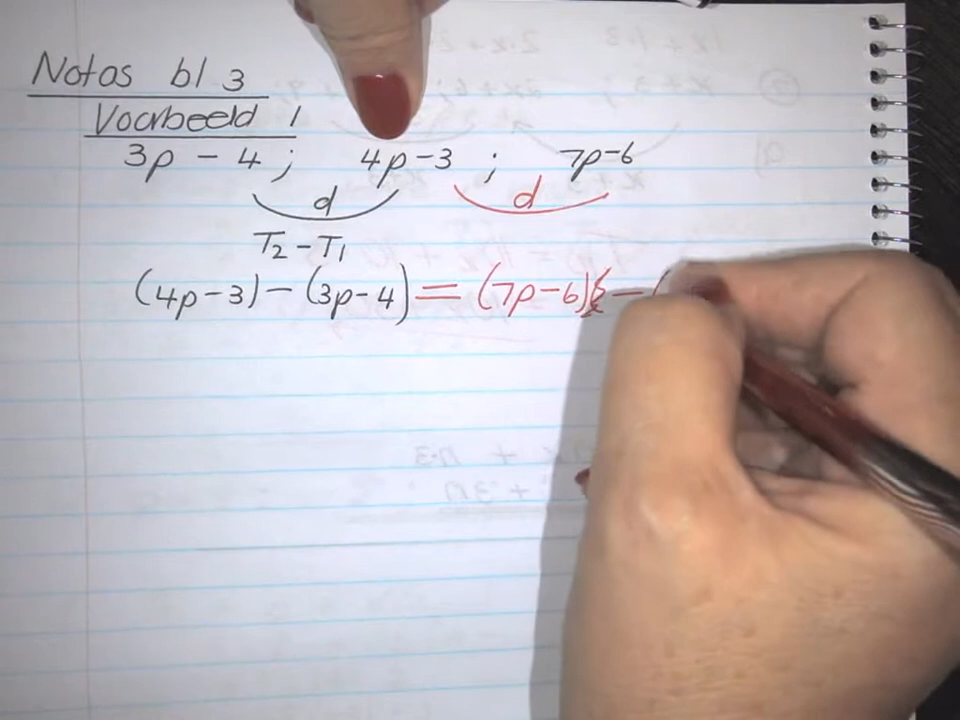 Notas bl 3
Voorbeeld 1
3p - 4 ; 4p - 3 ; 7p - 6
d d
T₂ - T₁
(4p - 3) - (3p - 4) = (7p - 6) - (